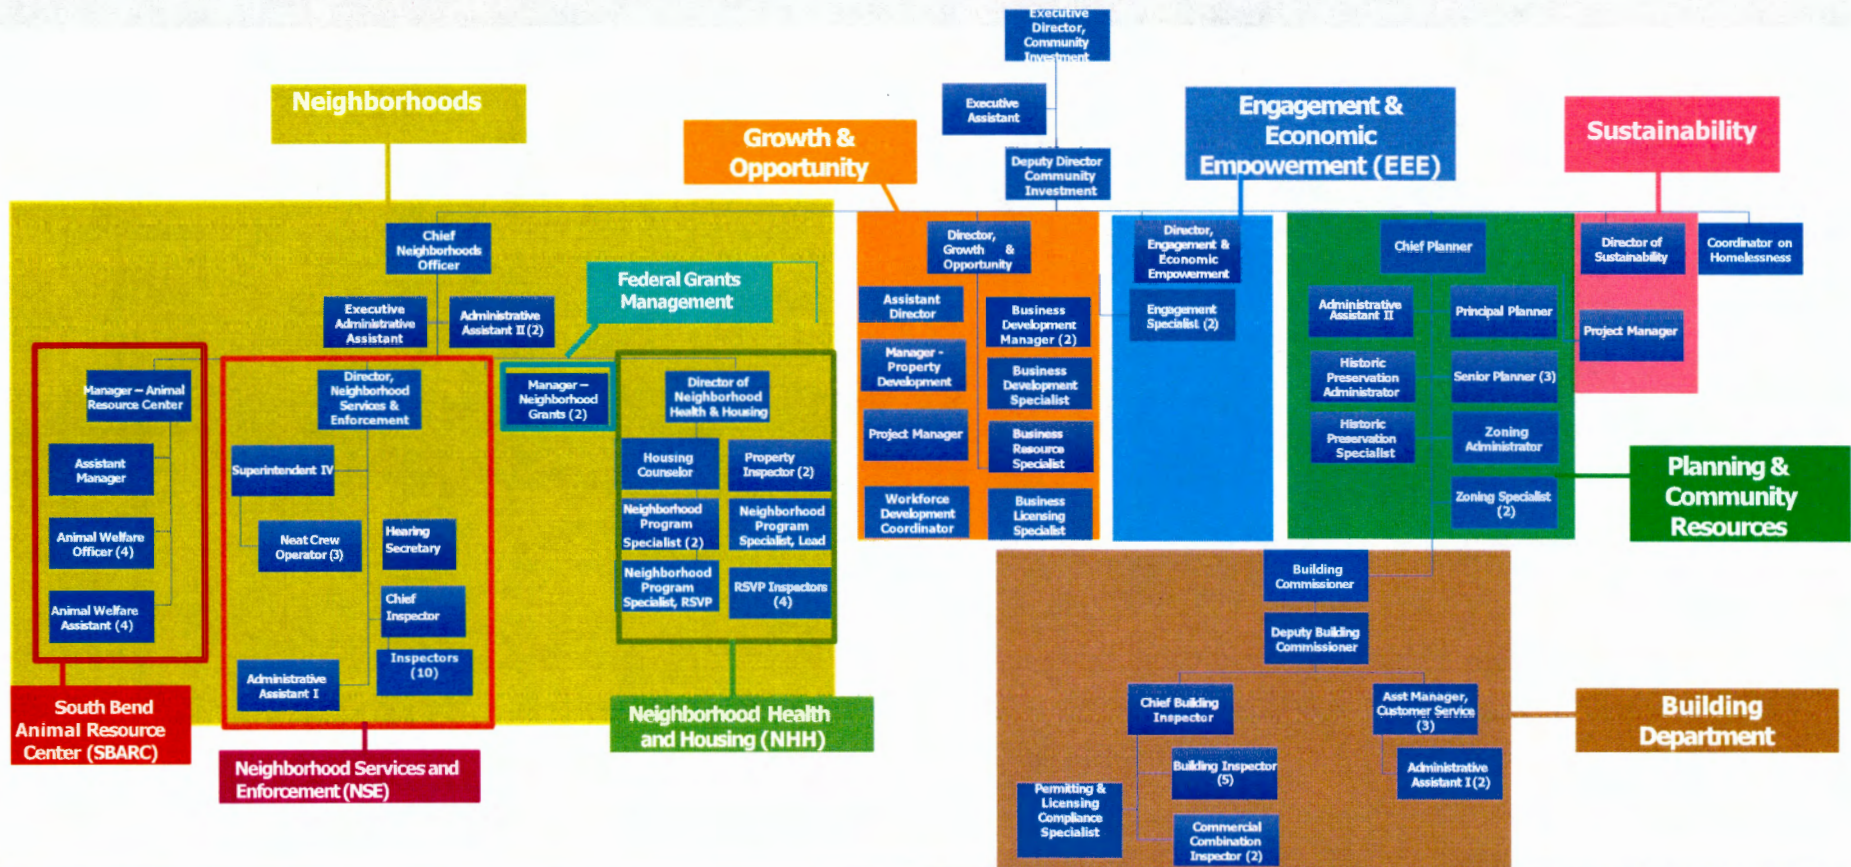 Executive
Director,
Community
Investment
Executive
Assistant
Deputy Director
Community
Investment
Neighborhoods
Growth &
Opportunity
Engagement &
Economic
Empowerment (EEE)
Sustainability
Chief
Neighborhoods
Officer
Executive
Administrative
Assistant
Administrative
Assistant II (2)
Federal Grants
Management
Manager – Animal
Resource Center
Assistant
Manager
Animal Welfare
Officer (4)
Animal Welfare
Assistant (4)
South Bend
Animal Resource
Center (SBARC)
Director,
Neighborhood
Services &
Enforcement
Superintendent IV
Neat Crew
Operator (3)
Hearing
Secretary
Chief
Inspector
Inspectors
(10)
Administrative
Assistant I
Neighborhood Services and
Enforcement (NSE)
Manager –
Neighborhood
Grants (2)
Director of
Neighborhood
Health & Housing
Housing
Counselor
Property
Inspector (2)
Neighborhood
Program
Specialist (2)
Neighborhood
Program
Specialist, Lead
Neighborhood
Program
Specialist, RSVP
RSVP Inspectors
(4)
Neighborhood Health
and Housing (NHH)
Director,
Growth &
Opportunity
Assistant
Director
Business
Development
Manager (2)
Manager -
Property
Development
Business
Development
Specialist
Project Manager
Business
Resource
Specialist
Workforce
Development
Coordinator
Business
Licensing
Specialist
Director,
Engagement &
Economic
Empowerment
Engagement
Specialist (2)
Chief Planner
Administrative
Assistant II
Principal Planner
Historic
Preservation
Administrator
Senior Planner (3)
Historic
Preservation
Specialist
Zoning
Administrator
Zoning Specialist
(2)
Planning &
Community
Resources
Director of
Sustainability
Project Manager
Coordinator on
Homelessness
Building
Commissioner
Deputy Building
Commissioner
Chief Building
Inspector
Asst Manager,
Customer Service
(3)
Building Inspector
(5)
Administrative
Assistant I (2)
Permitting &
Licensing
Compliance
Specialist
Commercial
Combination
Inspector (2)
Building
Department